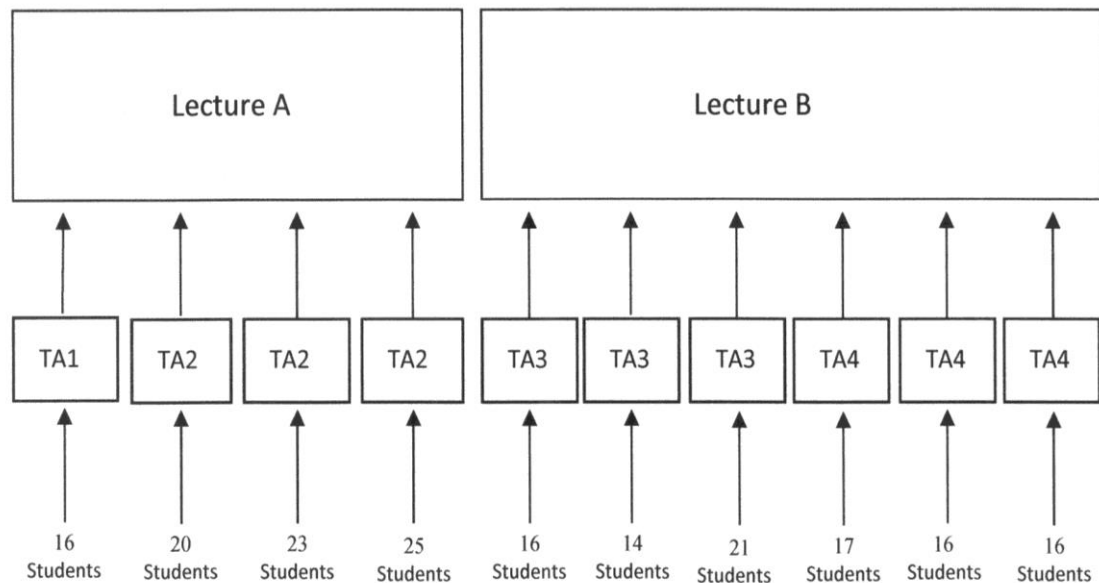 Lecture A
Lecture B
TA1
TA2
TA2
TA2
TA3
TA3
TA3
TA4
TA4
TA4
16
Students
20
Students
23
Students
25
Students
16
Students
14
Students
21
Students
17
Students
16
Students
16
Students